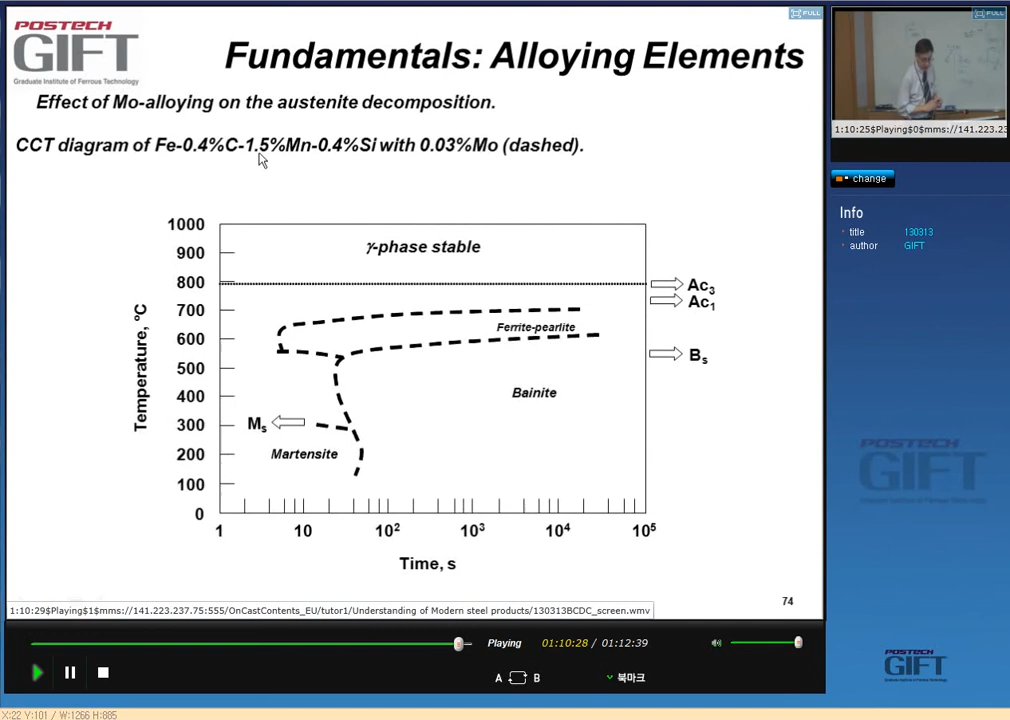 POSTECH
GIFT
Graduate Institute of Ferrous Technology
Fundamentals: Alloying Elements
FULL
FULL
Effect of Mo-alloying on the austenite decomposition.
CCT diagram of Fe-0.4%C-1.5%Mn-0.4%Si with 0.03%Mo (dashed).
1:10:25$Playing$0$mms://141.223.23
change
Info
title 130313
author GIFT
1000
900
800
700
600
500
400
300
200
100
0
Temperature, ºC
γ-phase stable
Ac3
Ac1
Ferrite-pearlite
Bs
Bainite
Ms
Martensite
1 10 10² 10³ 10⁴ 10⁵
Time, s
POSTECH
GIFT
74
1:10:29$Playing$1$mms://141.223.237.75:555/OnCastContents_EU/tutor1/Understanding of Modern steel products/130313BCDC_screen.wmv
Playing 01:10:28 / 01:12:39
A B 북마크
POSTECH
GIFT
X:22 Y:101 / W:1266 H:885